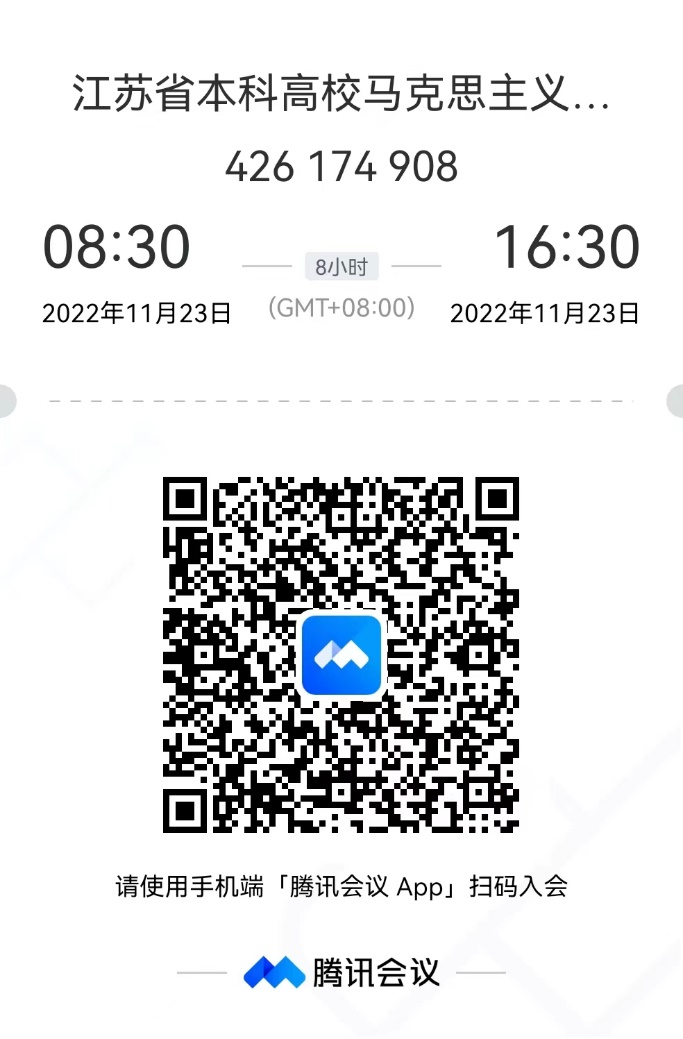 江苏省本科高校马克思主义...
426 174 908
08:30
8小时
16:30
2022年11月23日
(GMT+08:00)
2022年11月23日
请使用手机端「腾讯会议 App」扫码入会
腾讯会议